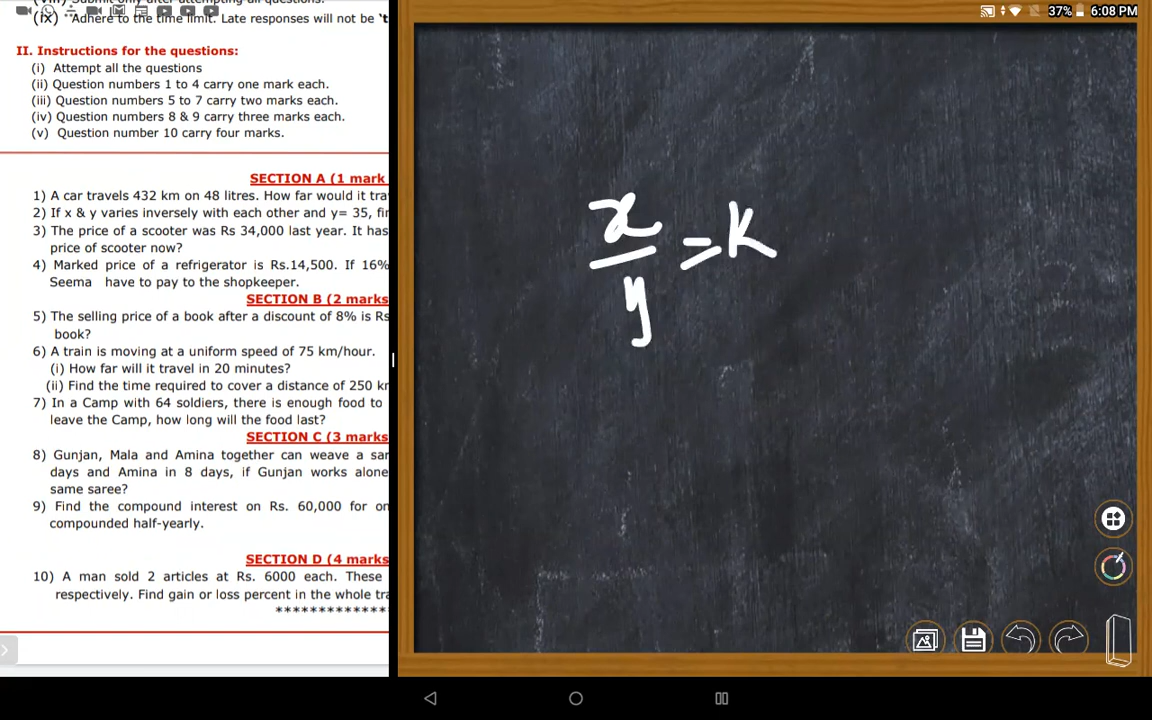 (ix) **Adhere to the time limit. Late responses will not be 't
37% 6:08 PM
II. Instructions for the questions:
(i) Attempt all the questions
(ii) Question numbers 1 to 4 carry one mark each.
(iii) Question numbers 5 to 7 carry two marks each.
(iv) Question numbers 8 & 9 carry three marks each.
(v) Question number 10 carry four marks.
SECTION A (1 mark
1) A car travels 432 km on 48 litres. How far would it tra
2) If x & y varies inversely with each other and y= 35, fir
3) The price of a scooter was Rs 34,000 last year. It has
price of scooter now?
4) Marked price of a refrigerator is Rs.14,500. If 16%
Seema have to pay to the shopkeeper.
SECTION B (2 marks
5) The selling price of a book after a discount of 8% is Rs
book?
6) A train is moving at a uniform speed of 75 km/hour.
(i) How far will it travel in 20 minutes?
(ii) Find the time required to cover a distance of 250 kr
7) In a Camp with 64 soldiers, there is enough food to
leave the Camp, how long will the food last?
SECTION C (3 marks
8) Gunjan, Mala and Amina together can weave a sar
days and Amina in 8 days, if Gunjan works alone
same saree?
9) Find the compound interest on Rs. 60,000 for on
compounded half-yearly.
SECTION D (4 marks
10) A man sold 2 articles at Rs. 6000 each. These
respectively. Find gain or loss percent in the whole tra
**************
x/y = K